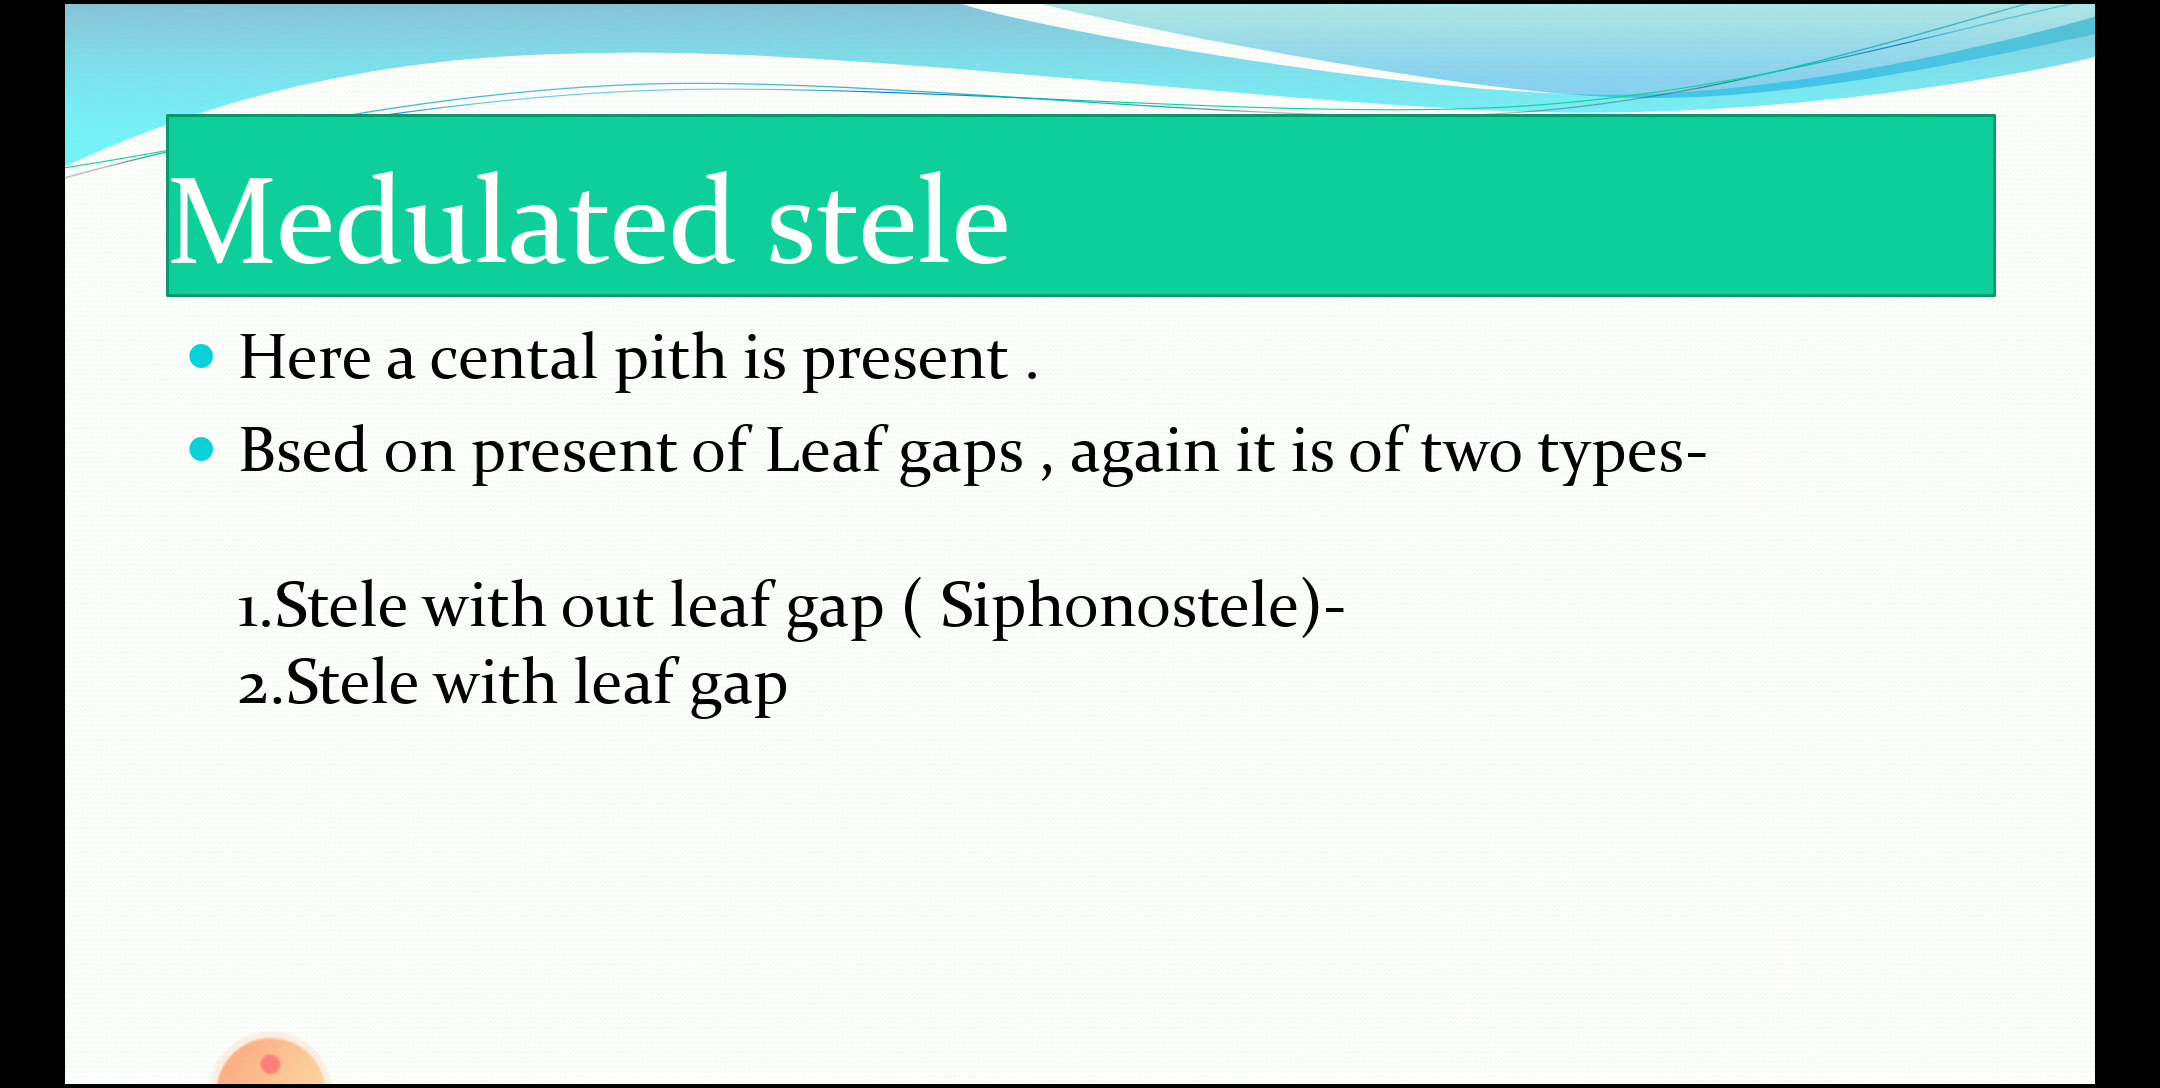 Medulated stele
Here a cental pith is present .
Bsed on present of Leaf gaps , again it is of two types-
1.Stele with out leaf gap ( Siphonostele)-
2.Stele with leaf gap